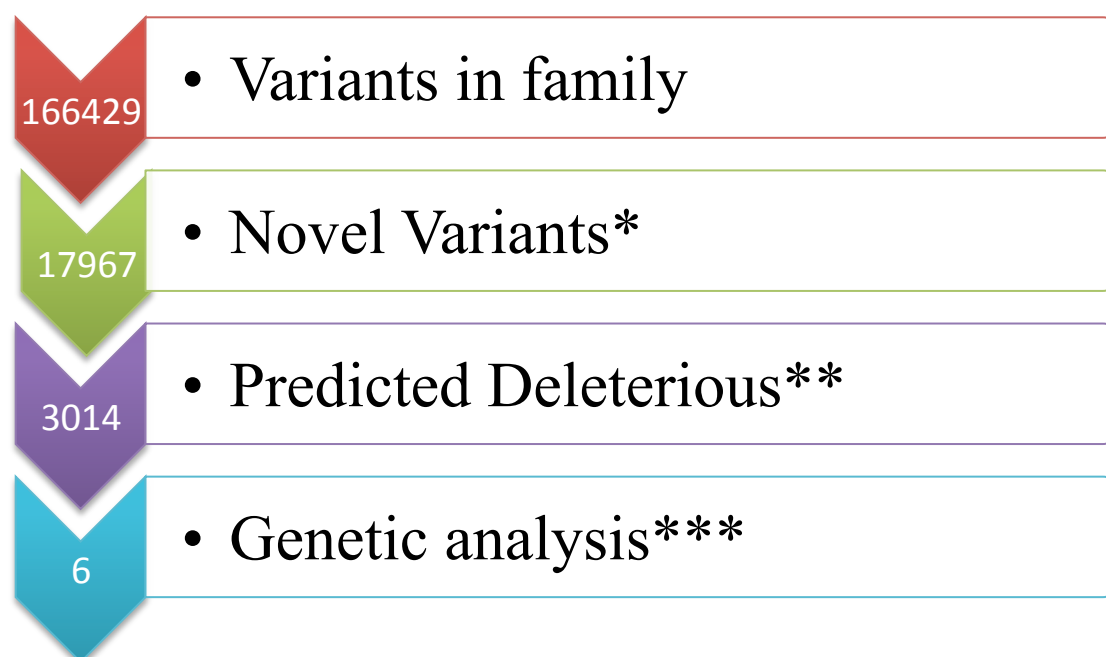 166429
• Variants in family
17967
• Novel Variants*
3014
• Predicted Deleterious**
6
• Genetic analysis***